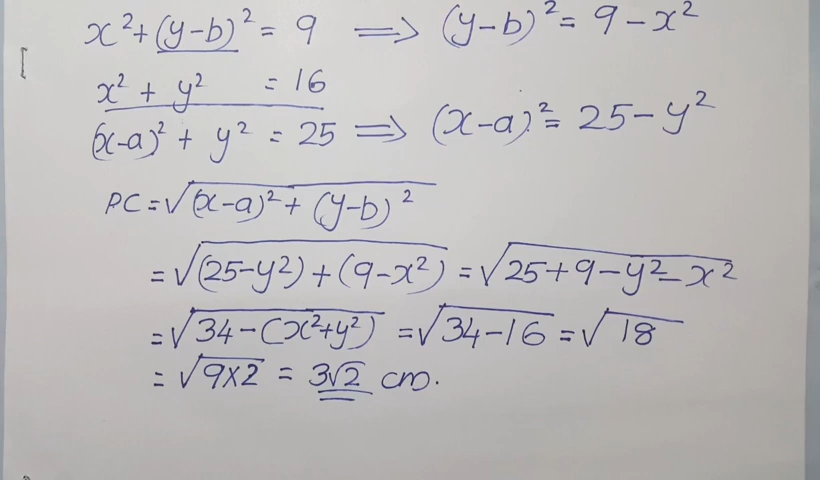 x² + (y-b)² = 9 ⟹ (y-b)² = 9 - x²
x² + y² = 16
(x-a)² + y² = 25 ⟹ (x-a)² = 25 - y²
PC = √(x-a)² + (y-b)²
= √(25-y²) + (9-x²) = √25+9-y²-x²
= √34-(x²+y²) = √34-16 = √18
= √9×2 = 3√2 cm.